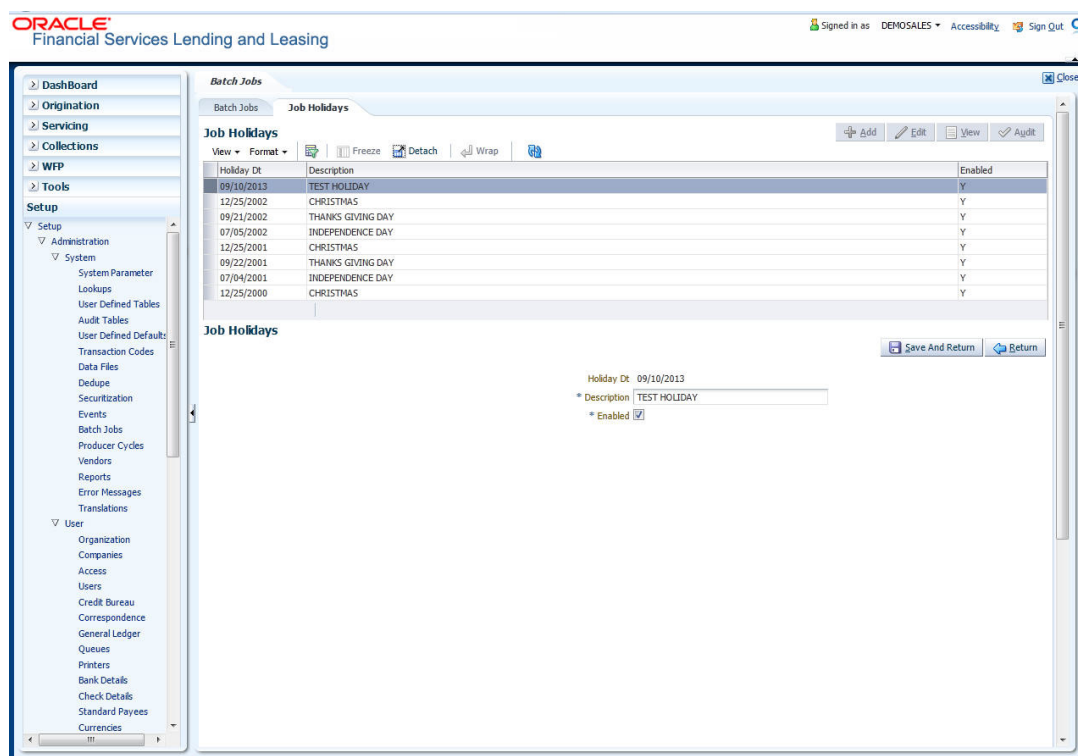 ORACLE
Financial Services Lending and Leasing
Signed in as DEMOSALES Accessibility Sign Out
DashBoard
Origination
Servicing
Collections
WFP
Tools
Setup
Setup
Administration
System
System Parameter
Lookups
User Defined Tables
Audit Tables
User Defined Defaults
Transaction Codes
Data Files
Dedupe
Securitization
Events
Batch Jobs
Producer Cycles
Vendors
Reports
Error Messages
Translations
User
Organization
Companies
Access
Users
Credit Bureau
Correspondence
General Ledger
Queues
Printers
Bank Details
Check Details
Standard Payees
Currencies
Batch Jobs
Close
Batch Jobs Job Holidays
Job Holidays
Add Edit View Audit
View Format Freeze Detach Wrap
Holiday Dt Description Enabled
09/10/2013 TEST HOLIDAY Y
12/25/2002 CHRISTMAS Y
09/21/2002 THANKS GIVING DAY Y
07/05/2002 INDEPENDENCE DAY Y
12/25/2001 CHRISTMAS Y
09/22/2001 THANKS GIVING DAY Y
07/04/2001 INDEPENDENCE DAY Y
12/25/2000 CHRISTMAS Y
Job Holidays
Save And Return Return
Holiday Dt 09/10/2013
* Description TEST HOLIDAY
* Enabled